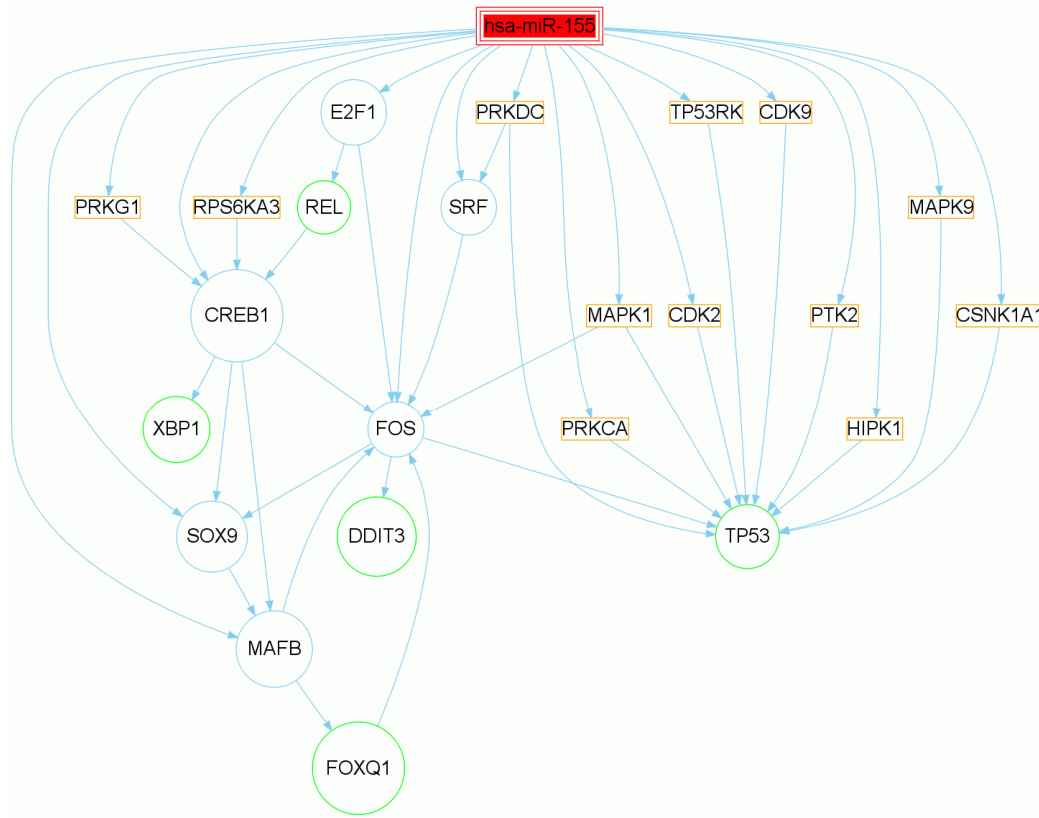 hsa-miR-155
E2F1
PRKDC
TP53RK
CDK9
PRKG1
RPS6KA3
REL
SRF
MAPK9
CREB1
MAPK1
CDK2
PTK2
CSNK1A1
XBP1
FOS
PRKCA
HIPK1
SOX9
DDIT3
TP53
MAFB
FOXQ1